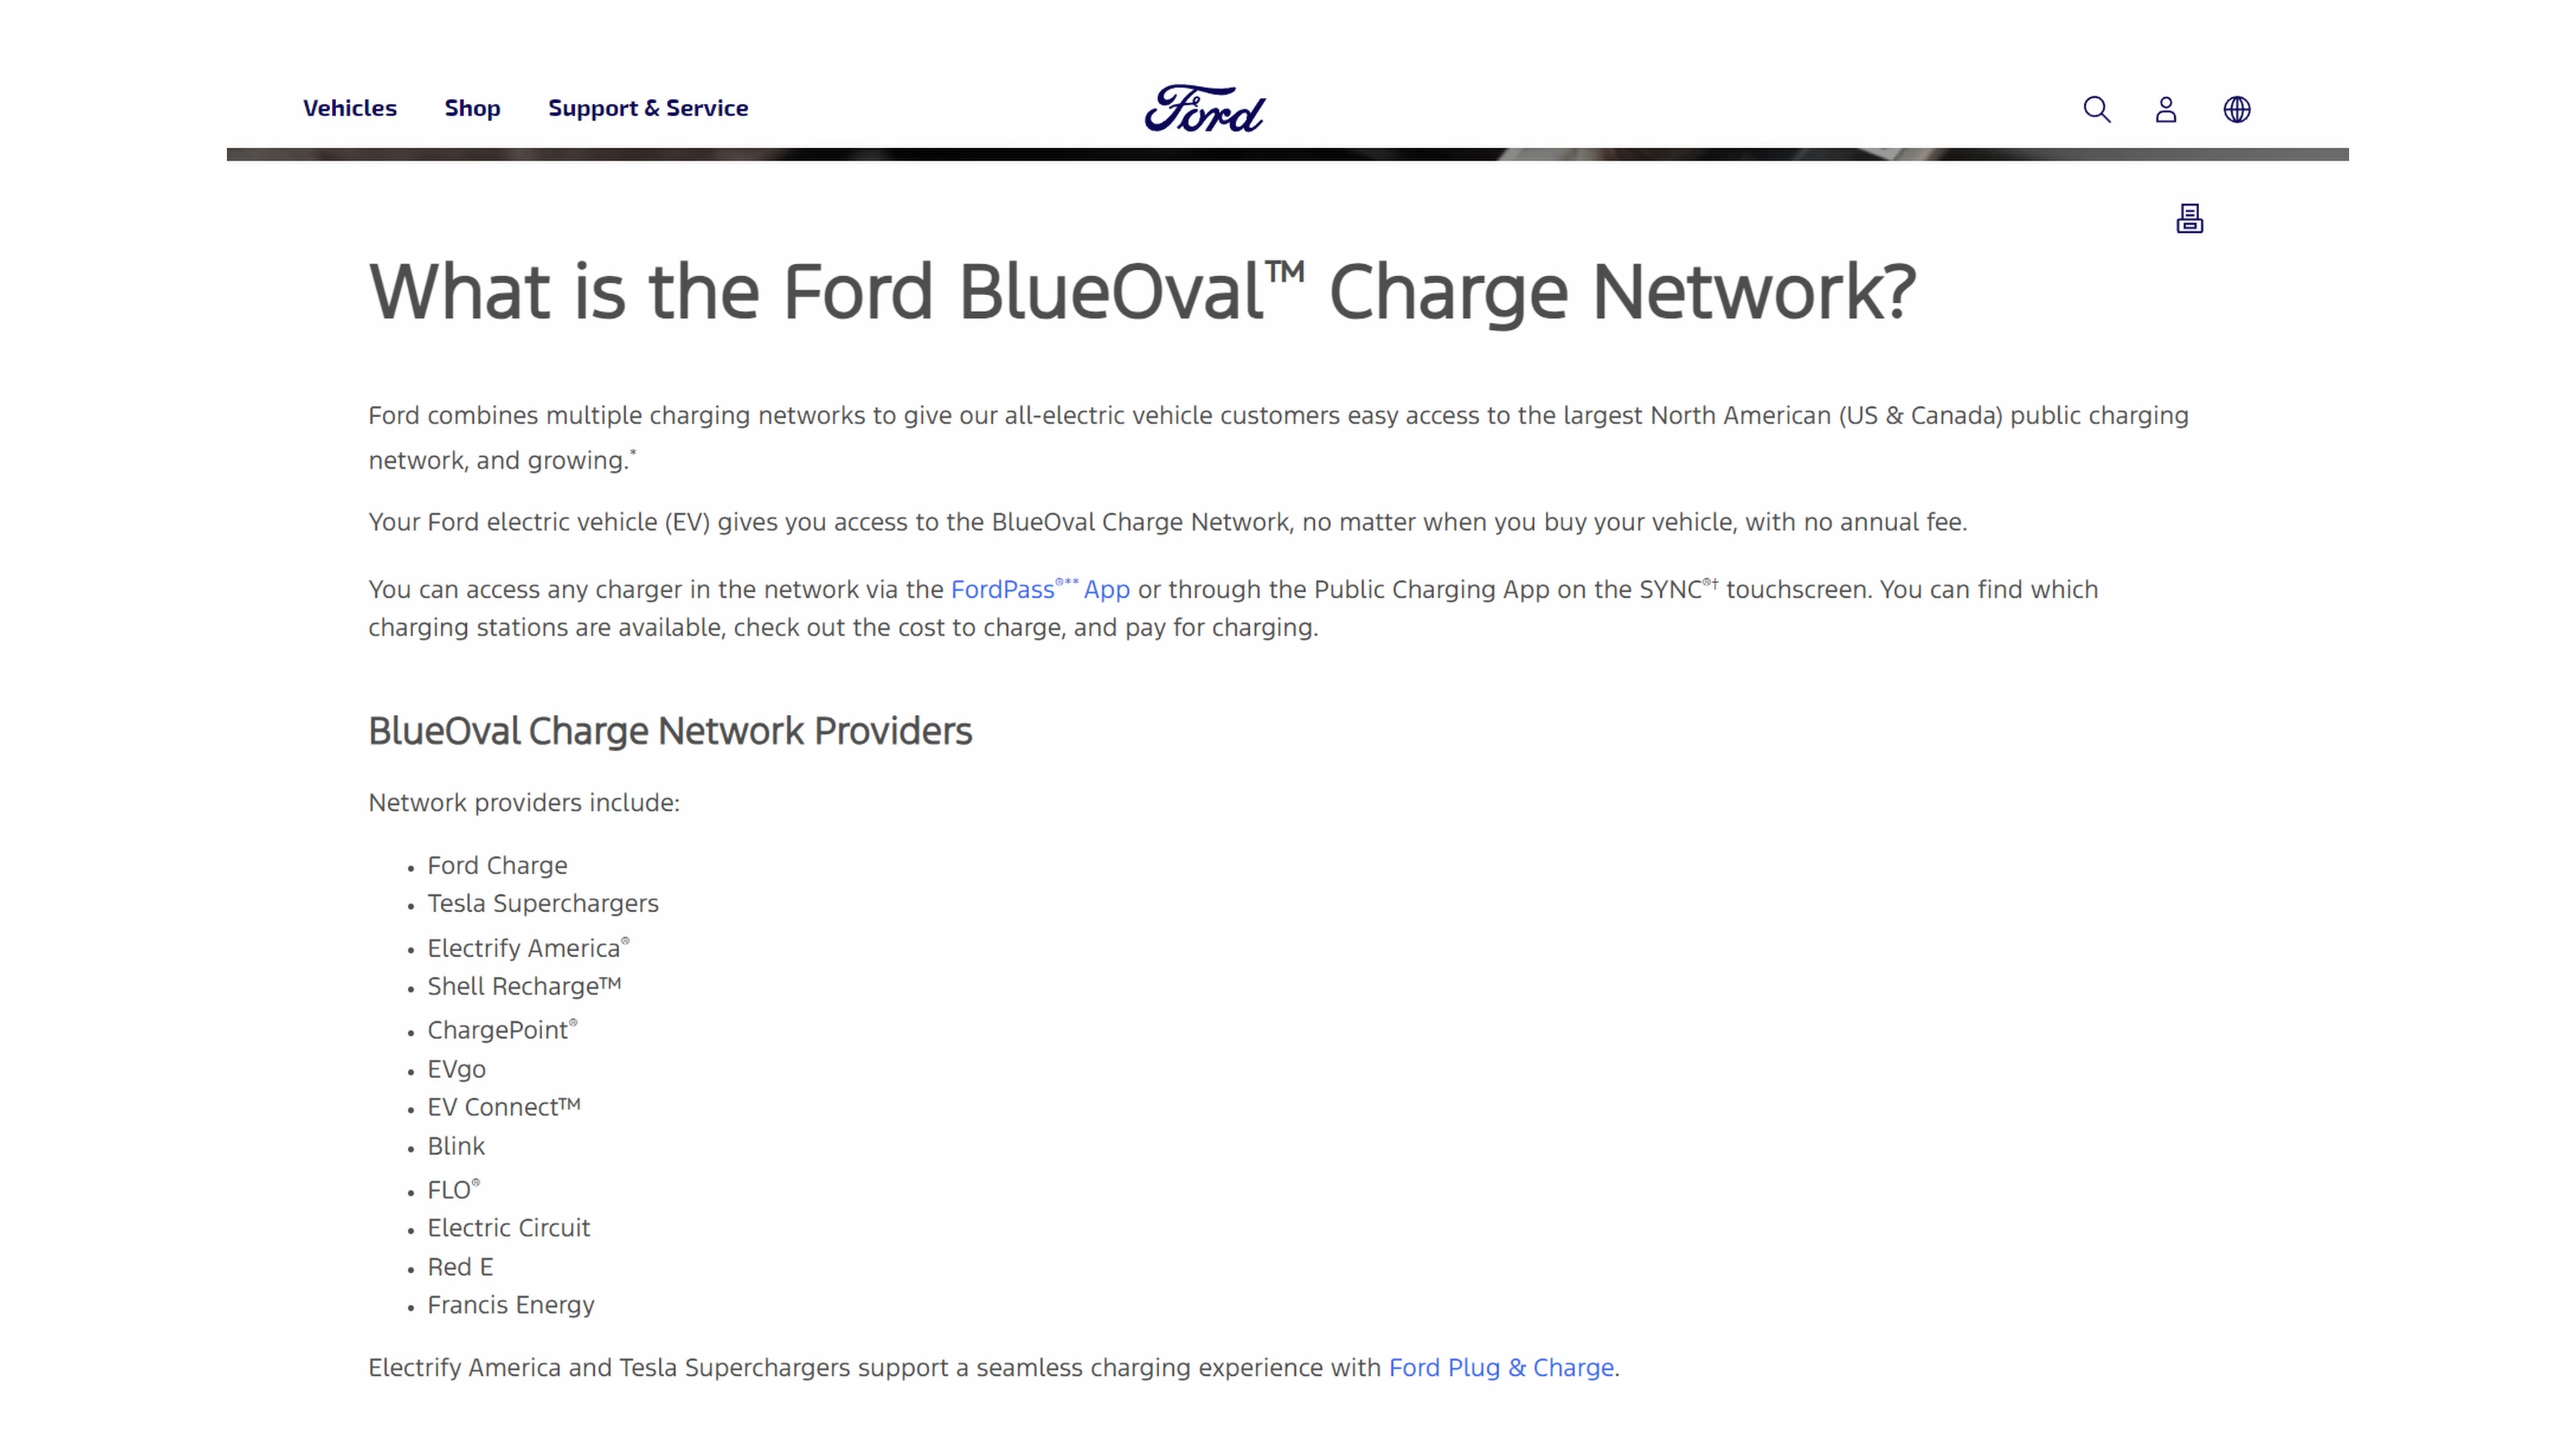 Vehicles Shop Support & Service Ford
What is the Ford BlueOval™ Charge Network?
Ford combines multiple charging networks to give our all-electric vehicle customers easy access to the largest North American (US & Canada) public charging
network, and growing.*
Your Ford electric vehicle (EV) gives you access to the BlueOval Charge Network, no matter when you buy your vehicle, with no annual fee.
You can access any charger in the network via the FordPass®** App or through the Public Charging App on the SYNC®† touchscreen. You can find which
charging stations are available, check out the cost to charge, and pay for charging.
BlueOval Charge Network Providers
Network providers include:
• Ford Charge
• Tesla Superchargers
• Electrify America®
• Shell Recharge™
• ChargePoint®
• EVgo
• EV Connect™
• Blink
• FLO®
• Electric Circuit
• Red E
• Francis Energy
Electrify America and Tesla Superchargers support a seamless charging experience with Ford Plug & Charge.